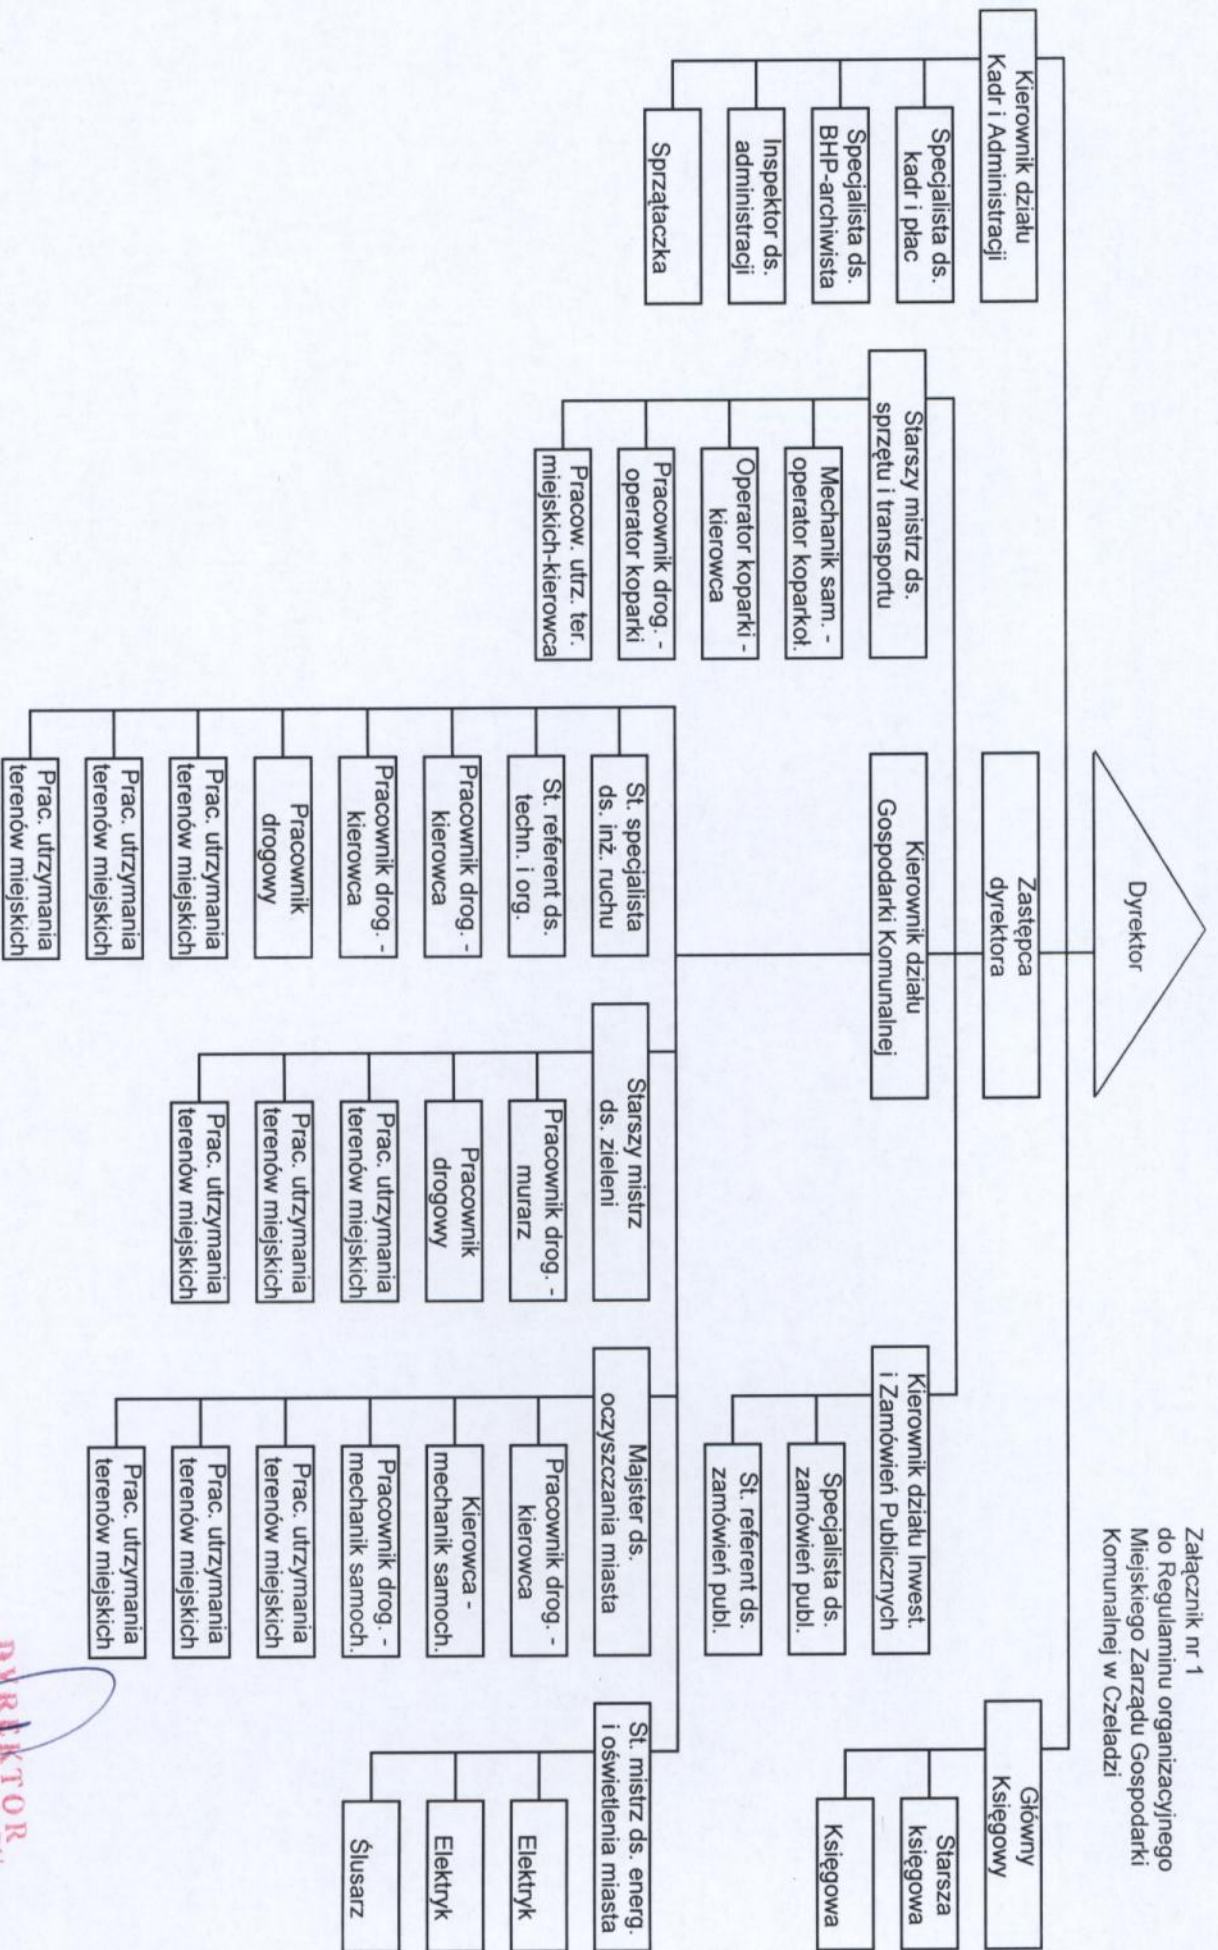 Załącznik nr 1
do Regulaminu organizacyjnego
Miejskiego Zarządu Gospodarki
Komunalnej w Czeladzi
Dyrektor
Zastępca
dyrektora
Kierownik działu
Kadr i Administracji
Specjalista ds.
kadr i płac
Specjalista ds.
BHP-archiwista
Inspektor ds.
administracji
Sprzątaczka
Starszy mistrz ds.
sprzętu i transportu
Mechanik sam. -
operator koparkoł.
Operator koparki -
kierowca
Pracownik drog. -
operator koparki
Pracow. utrz. ter.
miejskich-kierowca
Kierownik działu
Gospodarki Komunalnej
St. specjalista
ds. inż. ruchu
St. referent ds.
techn. i org.
Pracownik drog. -
kierowca
Pracownik drog. -
kierowca
Pracownik
drogowy
Prac. utrzymania
terenów miejskich
Prac. utrzymania
terenów miejskich
Prac. utrzymania
terenów miejskich
Starszy mistrz
ds. zieleni
Pracownik drog. -
murarz
Pracownik
drogowy
Prac. utrzymania
terenów miejskich
Prac. utrzymania
terenów miejskich
Prac. utrzymania
terenów miejskich
Majster ds.
oczyszczania miasta
Pracownik drog. -
kierowca
Kierowca -
mechanik samoch.
Pracownik drog. -
mechanik samoch.
Prac. utrzymania
terenów miejskich
Prac. utrzymania
terenów miejskich
Prac. utrzymania
terenów miejskich
St. mistrz ds. energ.
i oświetlenia miasta
Elektryk
Elektryk
Ślusarz
Kierownik działu Inwest.
i Zamówień Publicznych
Specjalista ds.
zamówień publ.
St. referent ds.
zamówień publ.
Główny
Księgowy
Starsza
księgowa
Księgowa
DYREKTOR